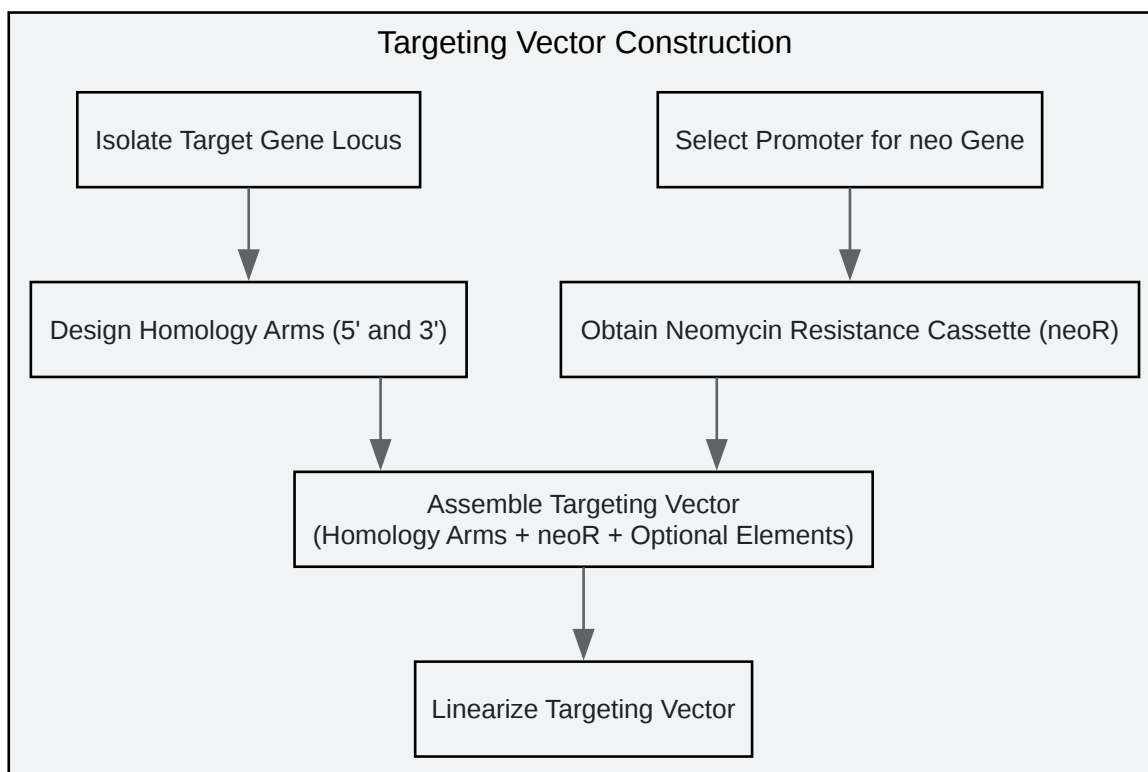 Targeting Vector Construction
Isolate Target Gene Locus
Select Promoter for neo Gene
Design Homology Arms (5' and 3')
Obtain Neomycin Resistance Cassette (neoR)
Assemble Targeting Vector
(Homology Arms + neoR + Optional Elements)
Linearize Targeting Vector